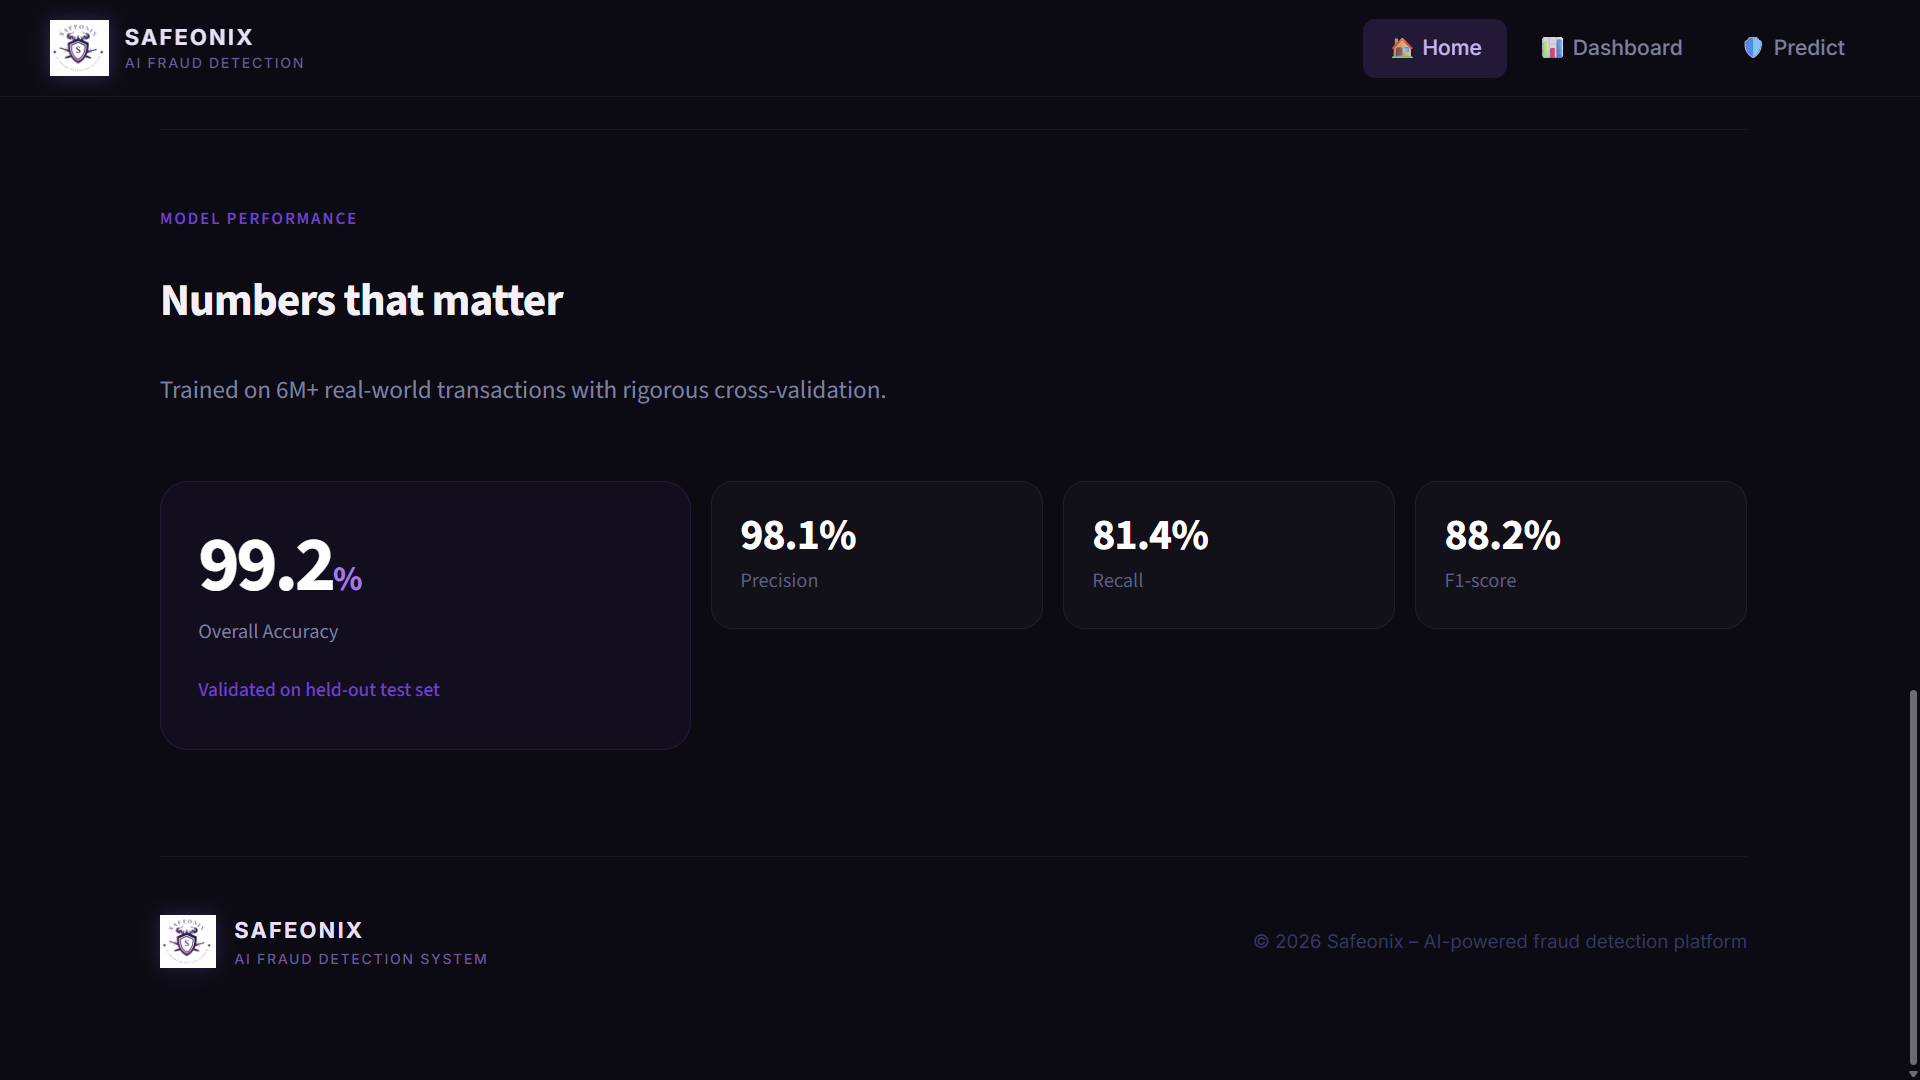 SAFEONIX
AI FRAUD DETECTION
Home
Dashboard
Predict
MODEL PERFORMANCE
Numbers that matter
Trained on 6M+ real-world transactions with rigorous cross-validation.
99.2%
Overall Accuracy
Validated on held-out test set
98.1%
Precision
81.4%
Recall
88.2%
F1-score
SAFEONIX
AI FRAUD DETECTION SYSTEM
© 2026 Safeonix – AI-powered fraud detection platform